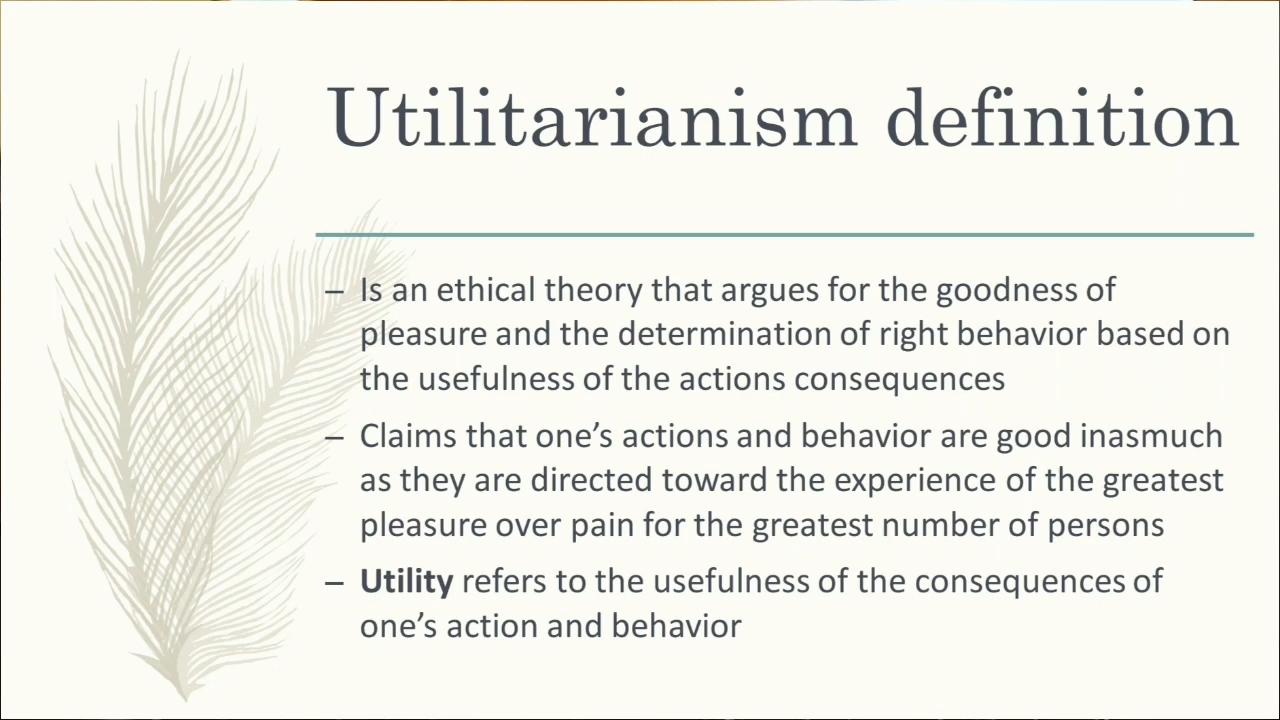 Utilitarianism definition
– Is an ethical theory that argues for the goodness of
pleasure and the determination of right behavior based on
the usefulness of the actions consequences
– Claims that one’s actions and behavior are good inasmuch
as they are directed toward the experience of the greatest
pleasure over pain for the greatest number of persons
– Utility refers to the usefulness of the consequences of
one’s action and behavior